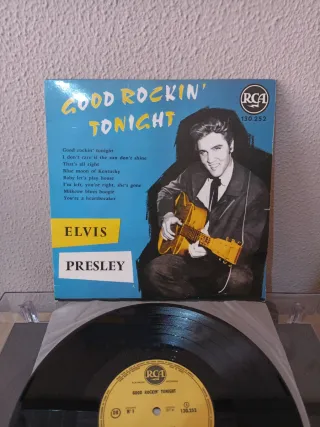 GOOD ROCKIN'
TONIGHT
RCA
130.253
Good rockin' tonight
I don't care if the sun don't shine
That's all right
Blue moon of Kentucky
Baby let's play house
I'm left, you're right, she's gone
Milkcow blues boogie
You're a heartbreaker
ELVIS
PRESLEY
RCA
GOOD ROCKIN' TONIGHT
130.253